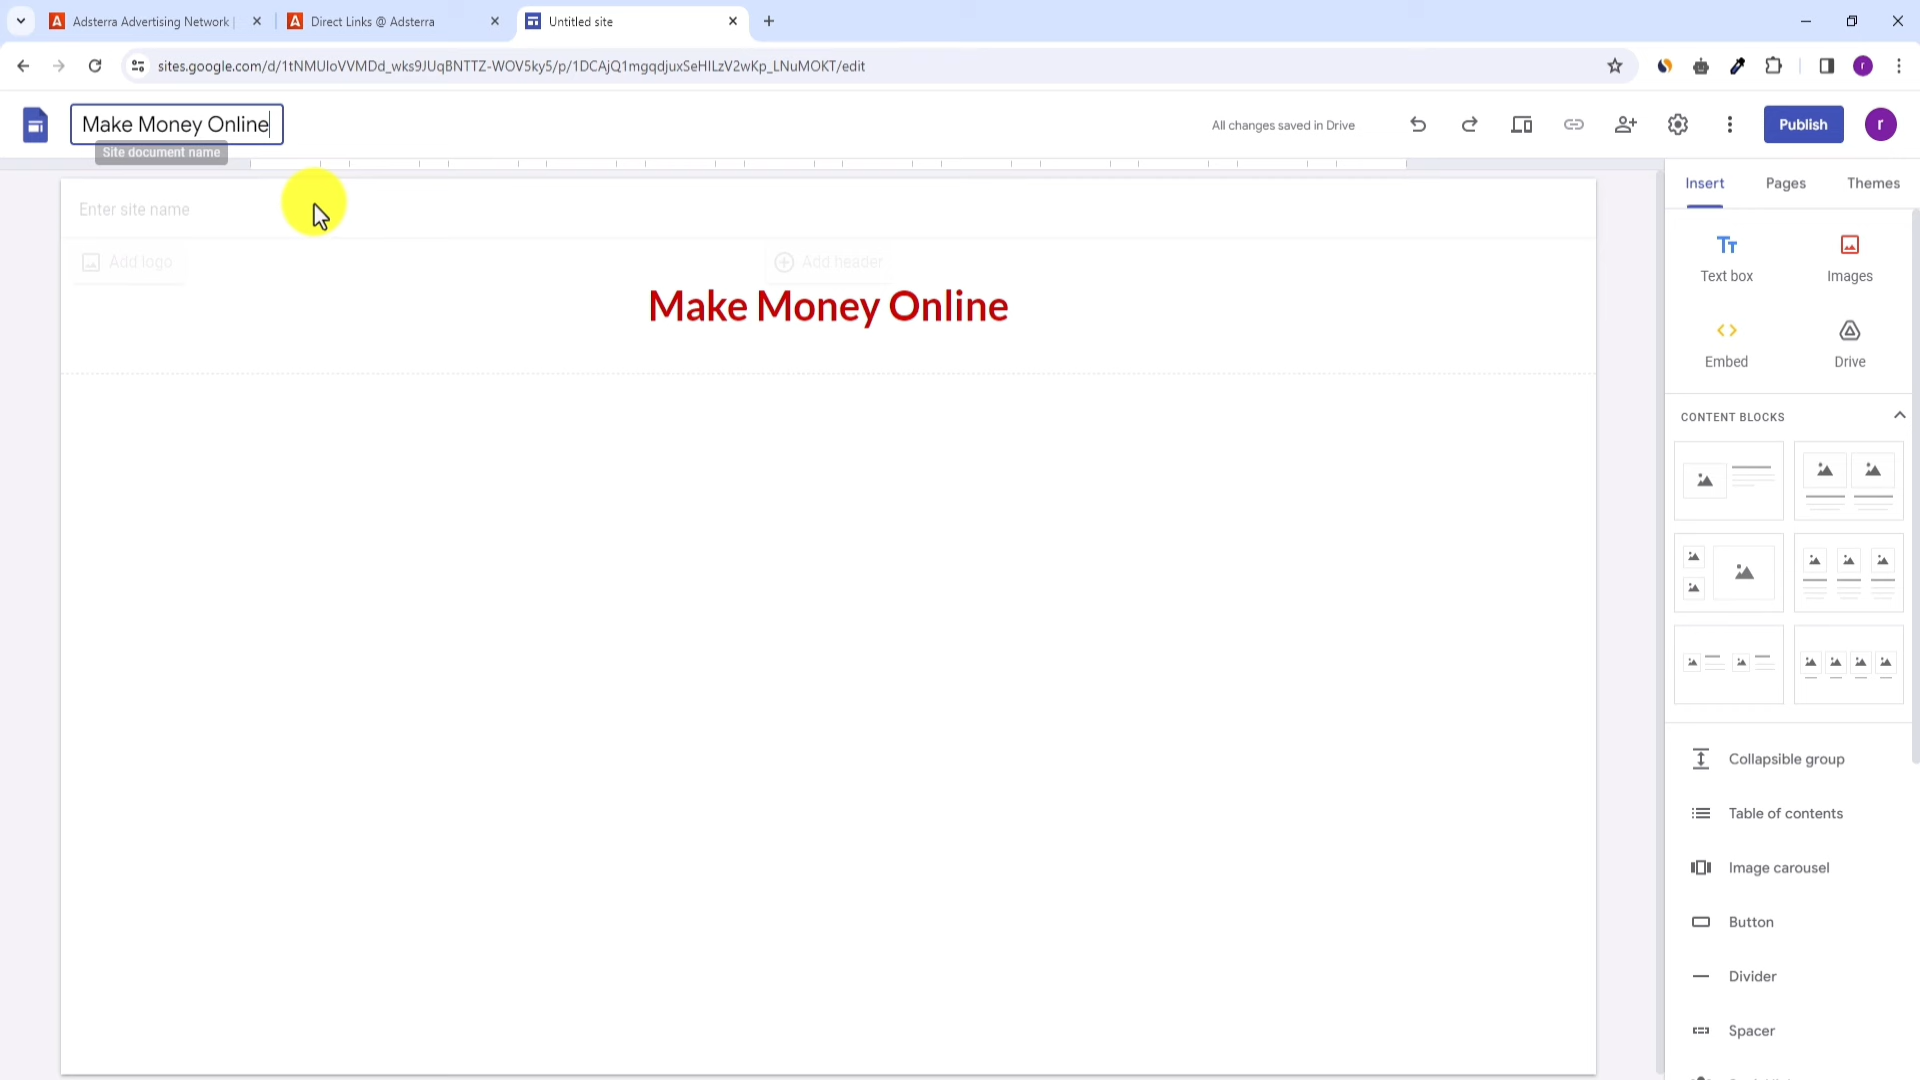 Adsterra Advertising Network |
Direct Links @ Adsterra
Untitled site
sites.google.com/d/1tNMUloVVMDd_wks9JUqBNTTZ-WOV5ky5/p/1DCAjQ1mgqdjuxSeHILzV2wKp_LNuMOKT/edit
Make Money Online
Site document name
All changes saved in Drive
Publish
r
Enter site name
Add logo
Add header
Make Money Online
Insert
Pages
Themes
Text box
Images
Embed
Drive
CONTENT BLOCKS
Collapsible group
Table of contents
Image carousel
Button
Divider
Spacer